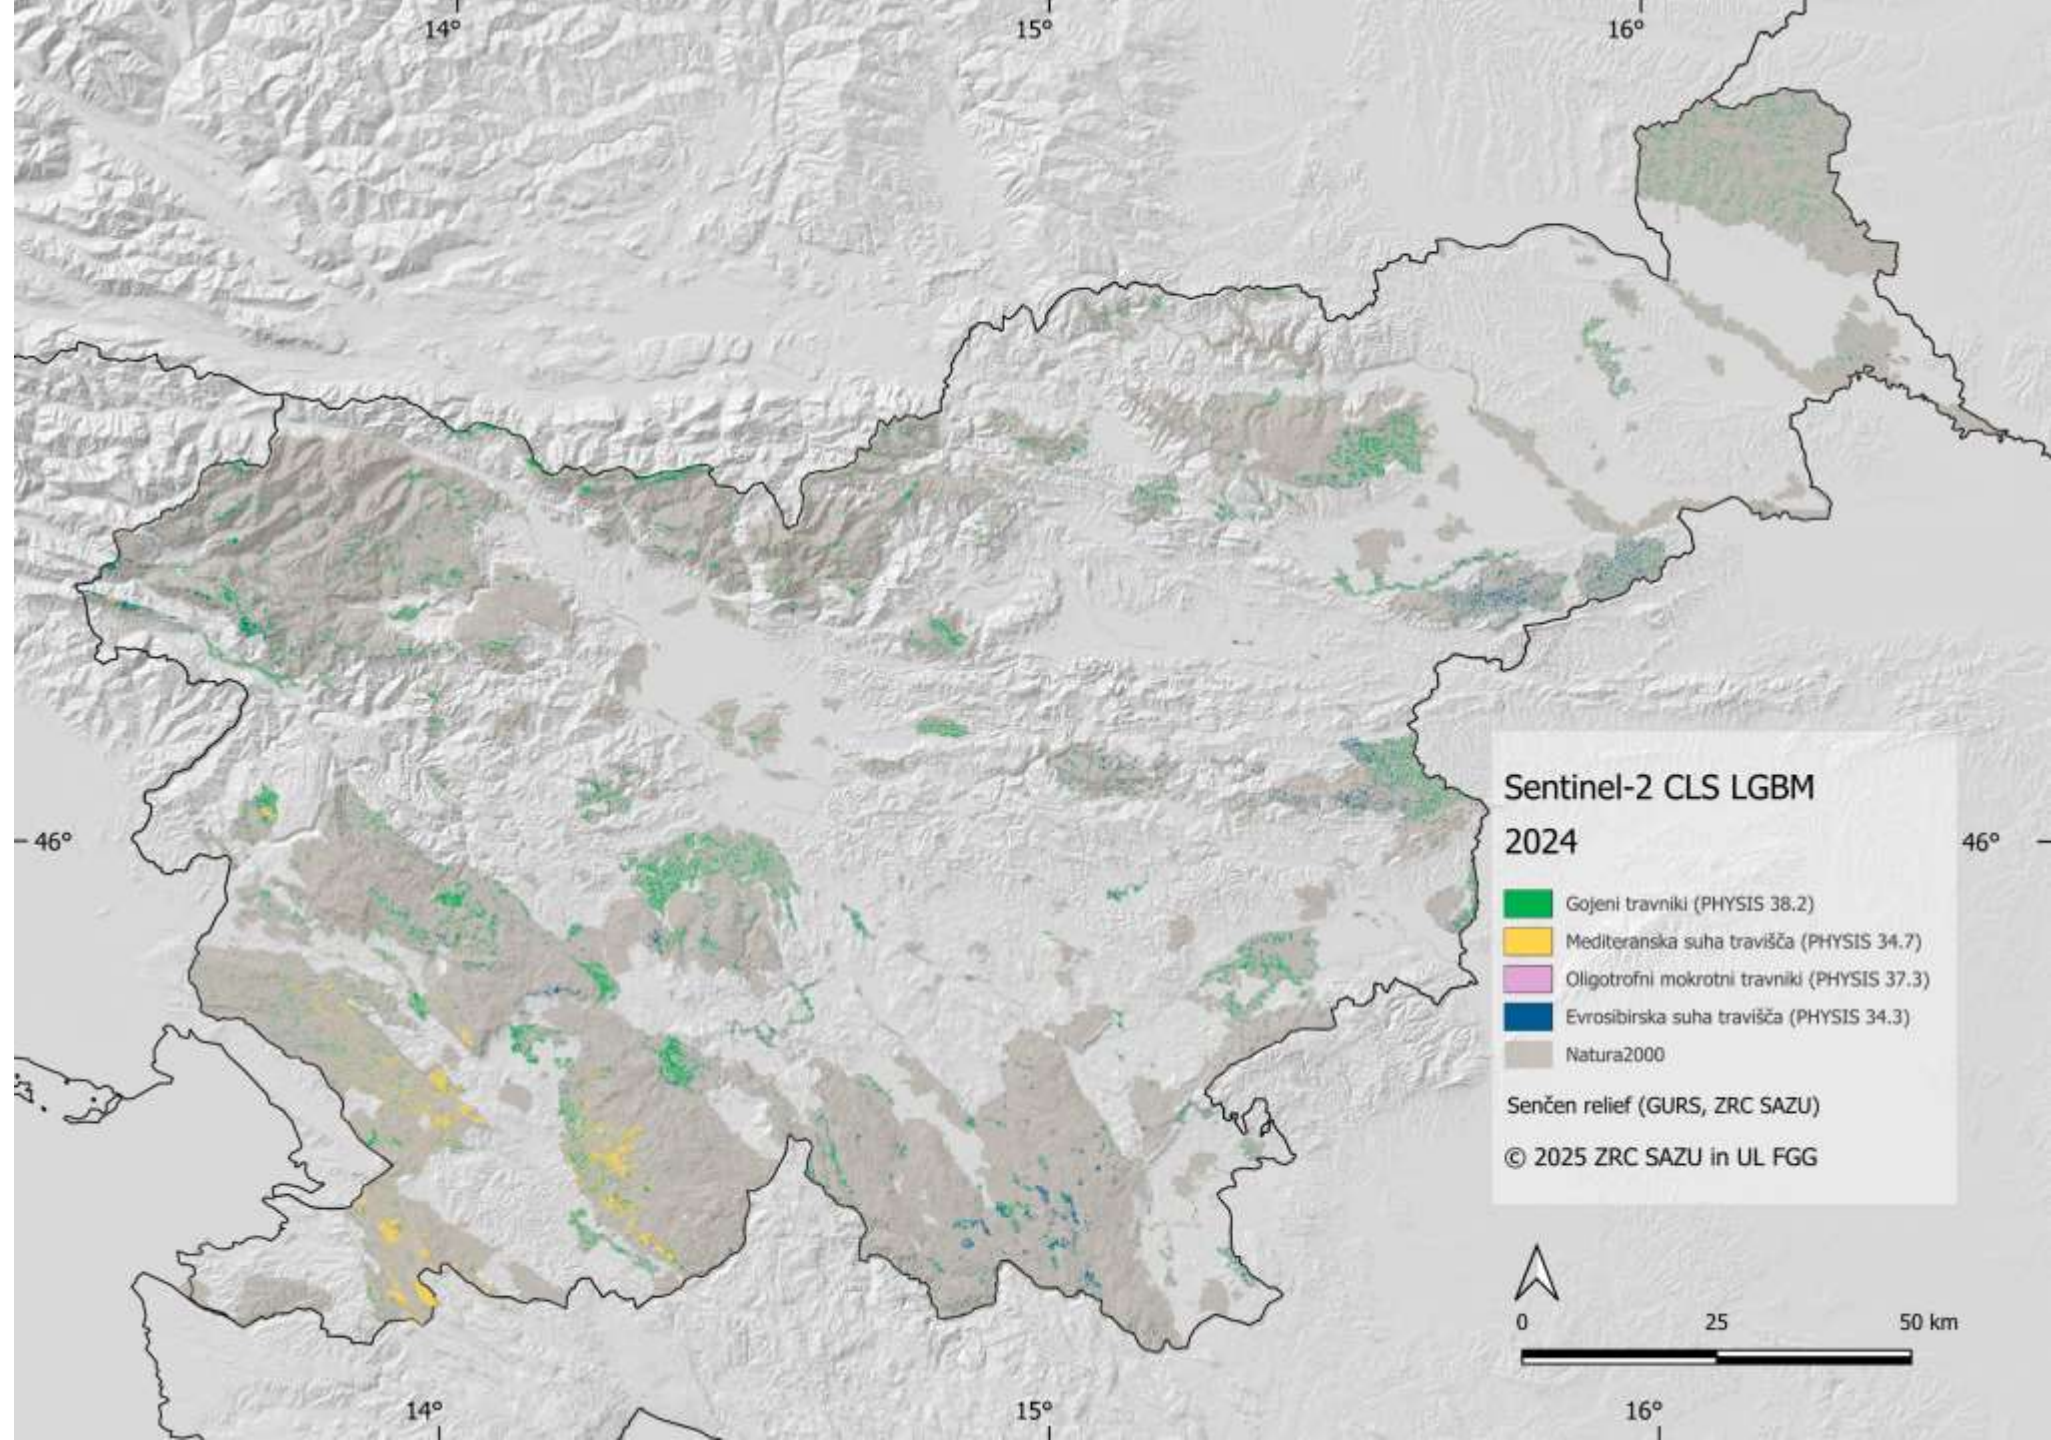 14°
15°
16°
46°
46°
Sentinel-2 CLS LGBM
2024
Gojeni travniki (PHYSIS 38.2)
Mediteranska suha travišča (PHYSIS 34.7)
Oligotrofni mokrotni travniki (PHYSIS 37.3)
Evrosibirska suha travišča (PHYSIS 34.3)
Natura2000
Senčen relief (GURS, ZRC SAZU)
© 2025 ZRC SAZU in UL FGG
0 25 50 km
14°
15°
16°